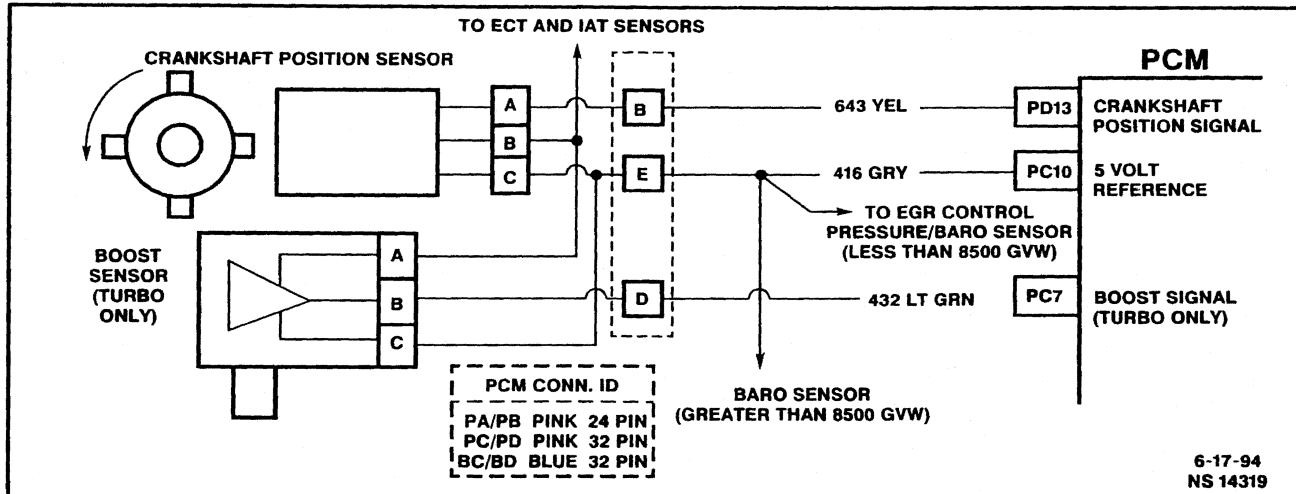 TO ECT AND IAT SENSORS
CRANKSHAFT POSITION SENSOR
PCM
A
B
C
B
E
D
643 YEL
416 GRY
432 LT GRN
PD13
CRANKSHAFT
POSITION SIGNAL
PC10
5 VOLT
REFERENCE
TO EGR CONTROL
PRESSURE/BARO SENSOR
(LESS THAN 8500 GVW)
BOOST
SENSOR
(TURBO
ONLY)
A
B
C
PC7
BOOST SIGNAL
(TURBO ONLY)
BARO SENSOR
(GREATER THAN 8500 GVW)
PCM CONN. ID
PA/PB PINK 24 PIN
PC/PD PINK 32 PIN
BC/BD BLUE 32 PIN
6-17-94
NS 14319